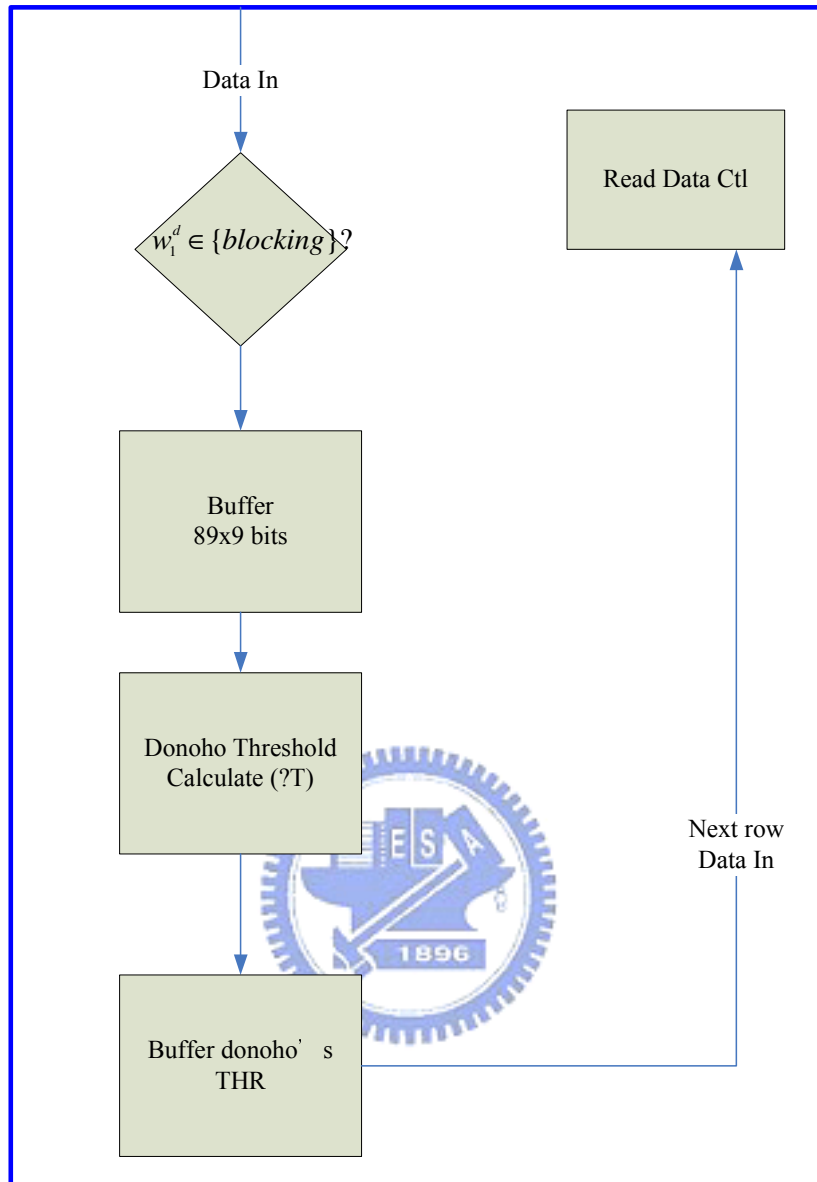 Data In
Read Data Ctl
w₁ᵈ ∈ {blocking}?
Buffer
89x9 bits
Donoho Threshold
Calculate (?T)
Next row
Data In
E S A
1896
Buffer donoho’ s
THR